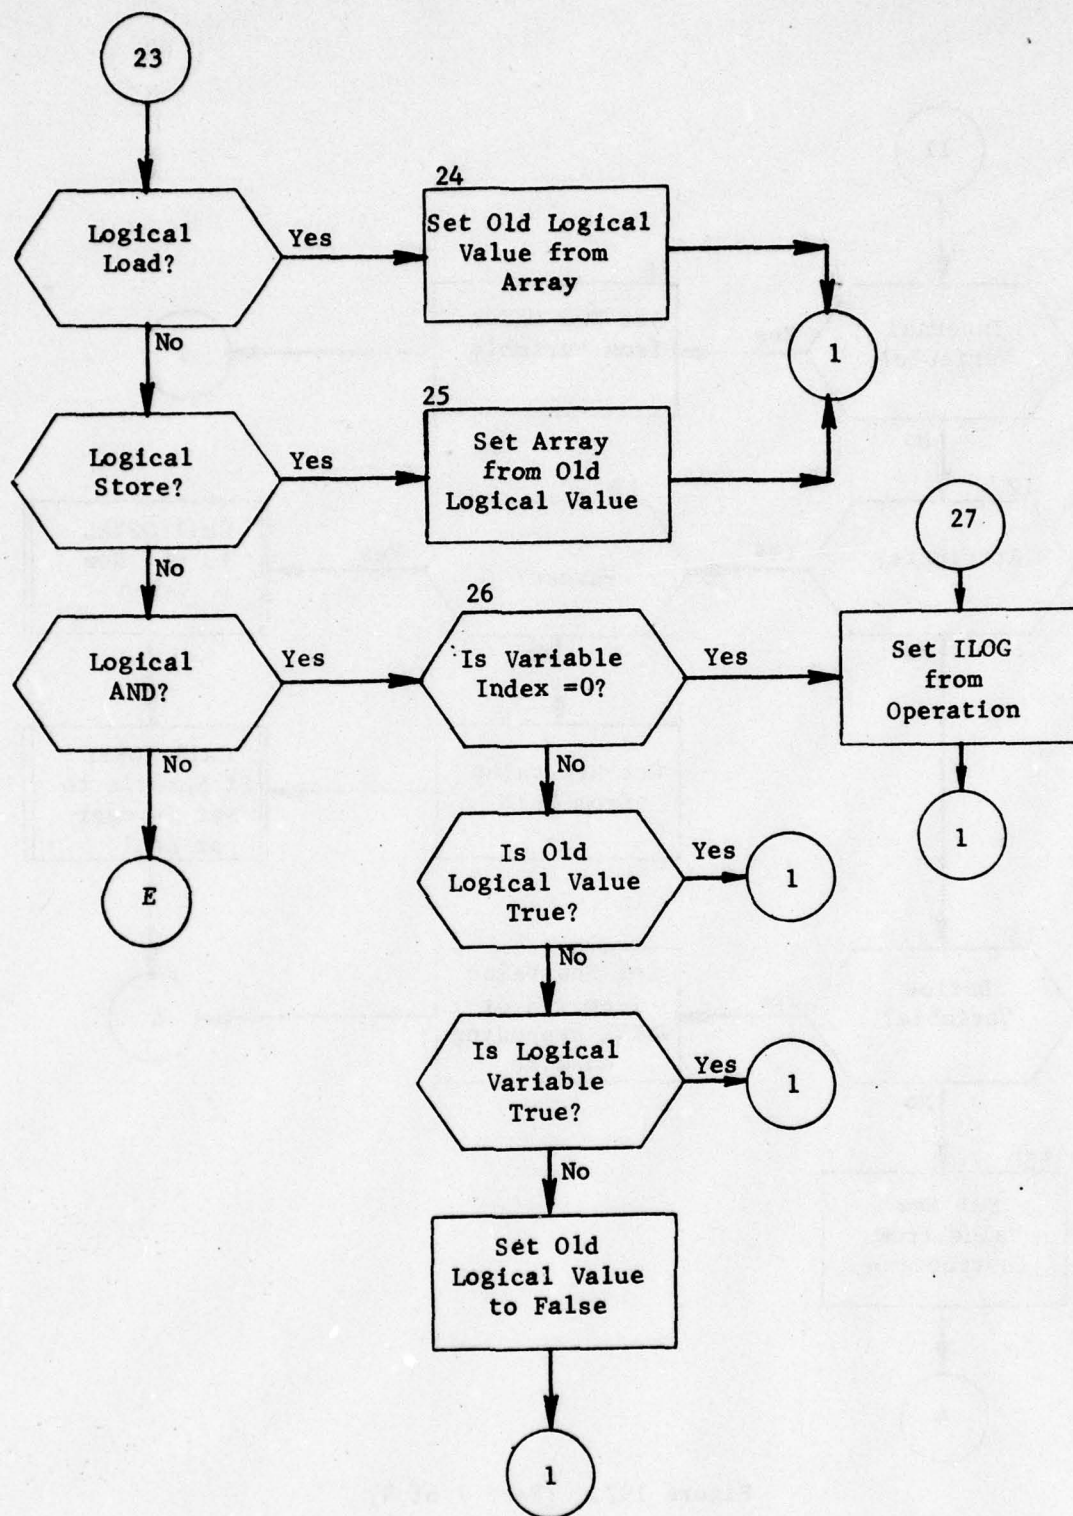 23
Logical
Load?
Yes
24
Set Old Logical
Value from
Array
1
No
Logical
Store?
Yes
25
Set Array
from Old
Logical Value
No
27
Logical
AND?
Yes
26
Is Variable
Index =0?
Yes
Set ILOG
from
Operation
No
No
1
E
Is Old
Logical Value
True?
Yes
1
No
Is Logical
Variable
True?
Yes
1
No
Set Old
Logical Value
to False
1